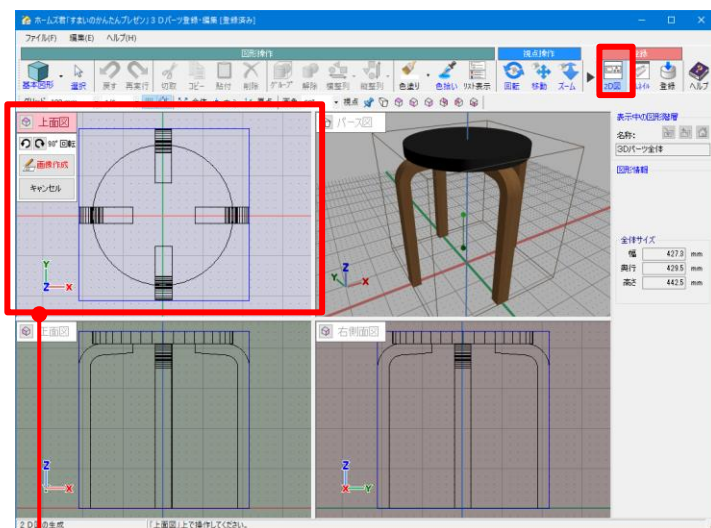 ホームズ君「すまいのかんたんプレゼン」3Dパーツ登録・編集 [登録済み]
ファイル(F) 編集(E) ヘルプ(H)
図形操作 視点操作
基本図形 選択 戻す 再実行 切取 コピー 貼付 削除 グループ 解除 横整列 縦整列 色塗り 色拾い リスト表示 回転 移動 ズーム 2D図 登録 ヘルプ
視点
上面図
90° 回転
画像作成
キャンセル
Y
Z X
パース図
Z
Y X
正面図
Z
X
右側面図
Z
X Y
表示中の図形階層
名称:
3Dパーツ全体
図形情報
全体サイズ
幅 427.3 mm
奥行 429.5 mm
高さ 442.5 mm
2D図の生成 「上面図」上で操作してください。